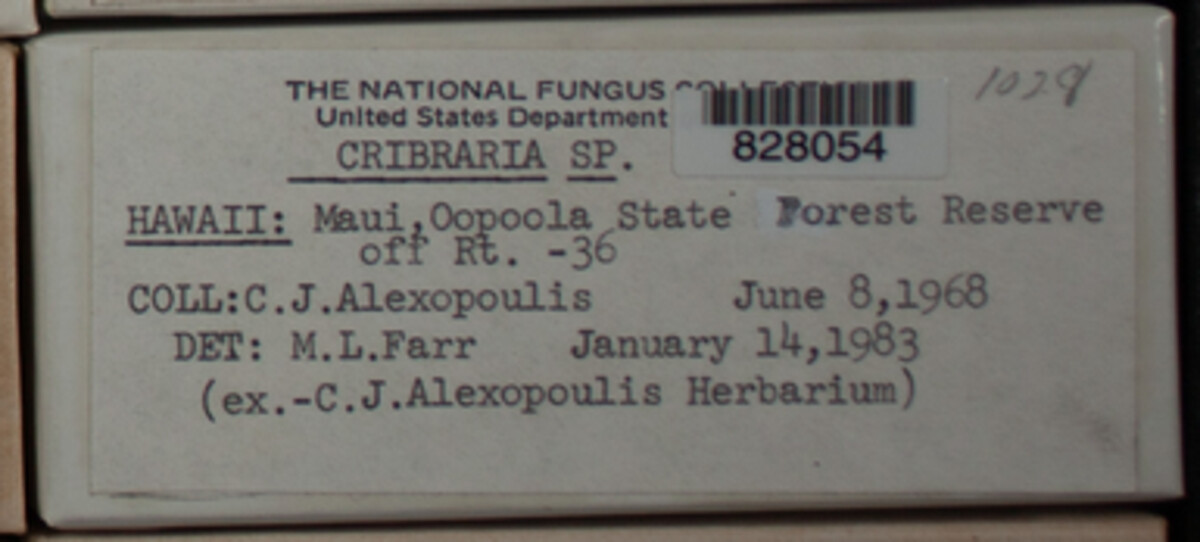 THE NATIONAL FUNGUS
United States Department
828054
CRIBRARIA SP.
HAWAII: Maui,Oopoola State Forest Reserve
off Rt. -36
COLL:C.J.Alexopoulis June 8,1968
DET: M.L.Farr January 14,1983
(ex.-C.J.Alexopoulis Herbarium)